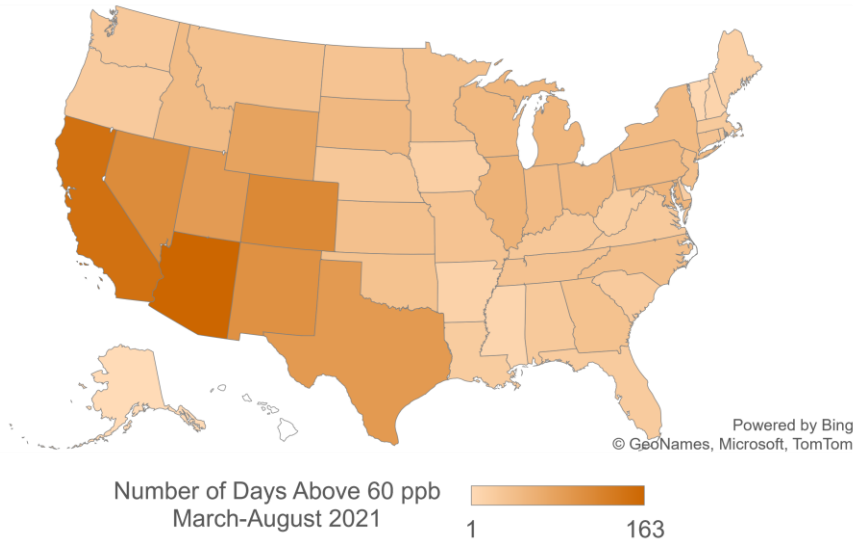 Powered by Bing
© GeoNames, Microsoft, TomTom
Number of Days Above 60 ppb
March-August 2021
1
163